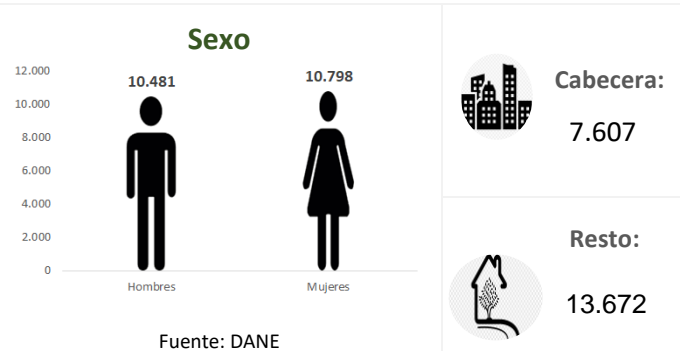 Sexo
12.000
10.000
8.000
6.000
4.000
2.000
0
10.481
10.798
Hombres
Mujeres
Fuente: DANE
Cabecera:
7.607
Resto:
13.672